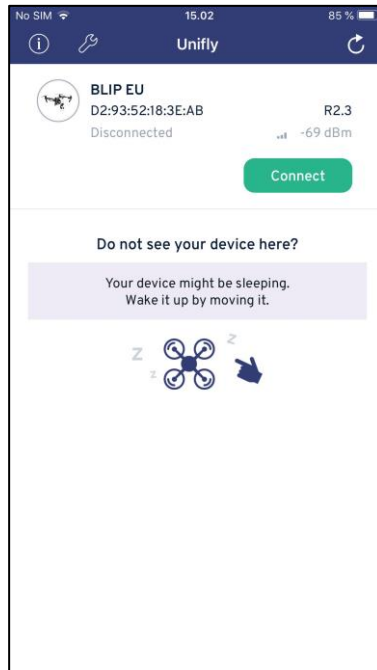 No SIM 15.02 85 %
Unifly
BLIP EU
D2:93:52:18:3E:AB R2.3
Disconnected -69 dBm
Connect
Do not see your device here?
Your device might be sleeping.
Wake it up by moving it.
z z
z